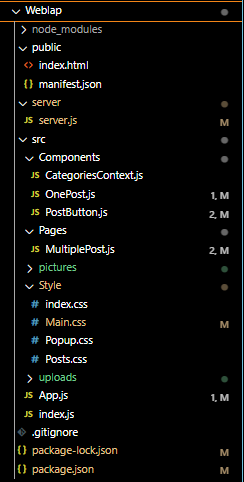 Weblap
node_modules
public
<> index.html
{} manifest.json
server
JS server.js M
src
Components
JS CategoriesContext.js
JS OnePost.js 1, M
JS PostButton.js 2, M
Pages
JS MultiplePost.js 2, M
pictures
Style
# index.css
# Main.css M
# Popup.css
# Posts.css
uploads
JS App.js 1, M
JS index.js
.gitignore
{} package-lock.json M
{} package.json M